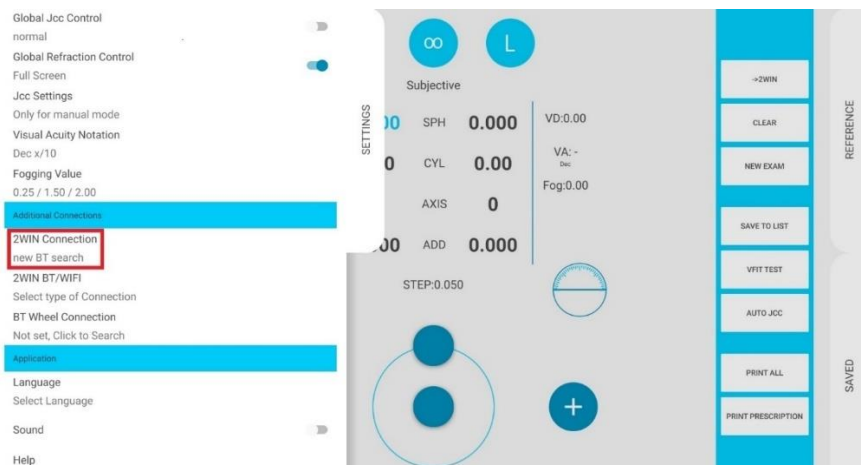 Global Jcc Control
normal
Global Refraction Control
Full Screen
Jcc Settings
Only for manual mode
Visual Acuity Notation
Dec x/10
Fogging Value
0.25 / 1.50 / 2.00
Additional Connections
2WIN Connection
new BT search
2WIN BT/WIFI
Select type of Connection
BT Wheel Connection
Not set, Click to Search
Application
Language
Select Language
Sound
Help
SETTINGS
∞ L
Subjective
00 SPH 0.000
0 CYL 0.00
AXIS 0
00 ADD 0.000
STEP:0.050
VD:0.00
VA: -
Dec
Fog:0.00
+
->2WIN
CLEAR
NEW EXAM
SAVE TO LIST
VFIT TEST
AUTO JCC
PRINT ALL
PRINT PRESCRIPTION
REFERENCE
SAVED